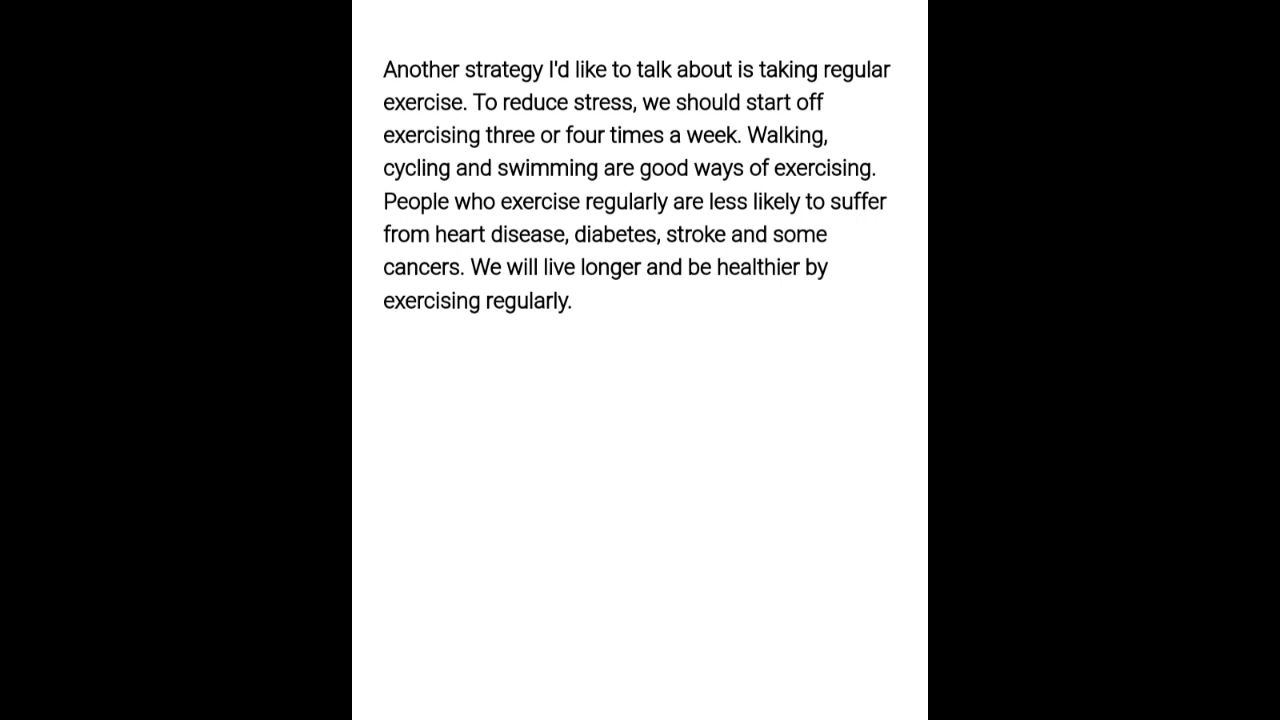 Another strategy I'd like to talk about is taking regular
exercise. To reduce stress, we should start off
exercising three or four times a week. Walking,
cycling and swimming are good ways of exercising.
People who exercise regularly are less likely to suffer
from heart disease, diabetes, stroke and some
cancers. We will live longer and be healthier by
exercising regularly.